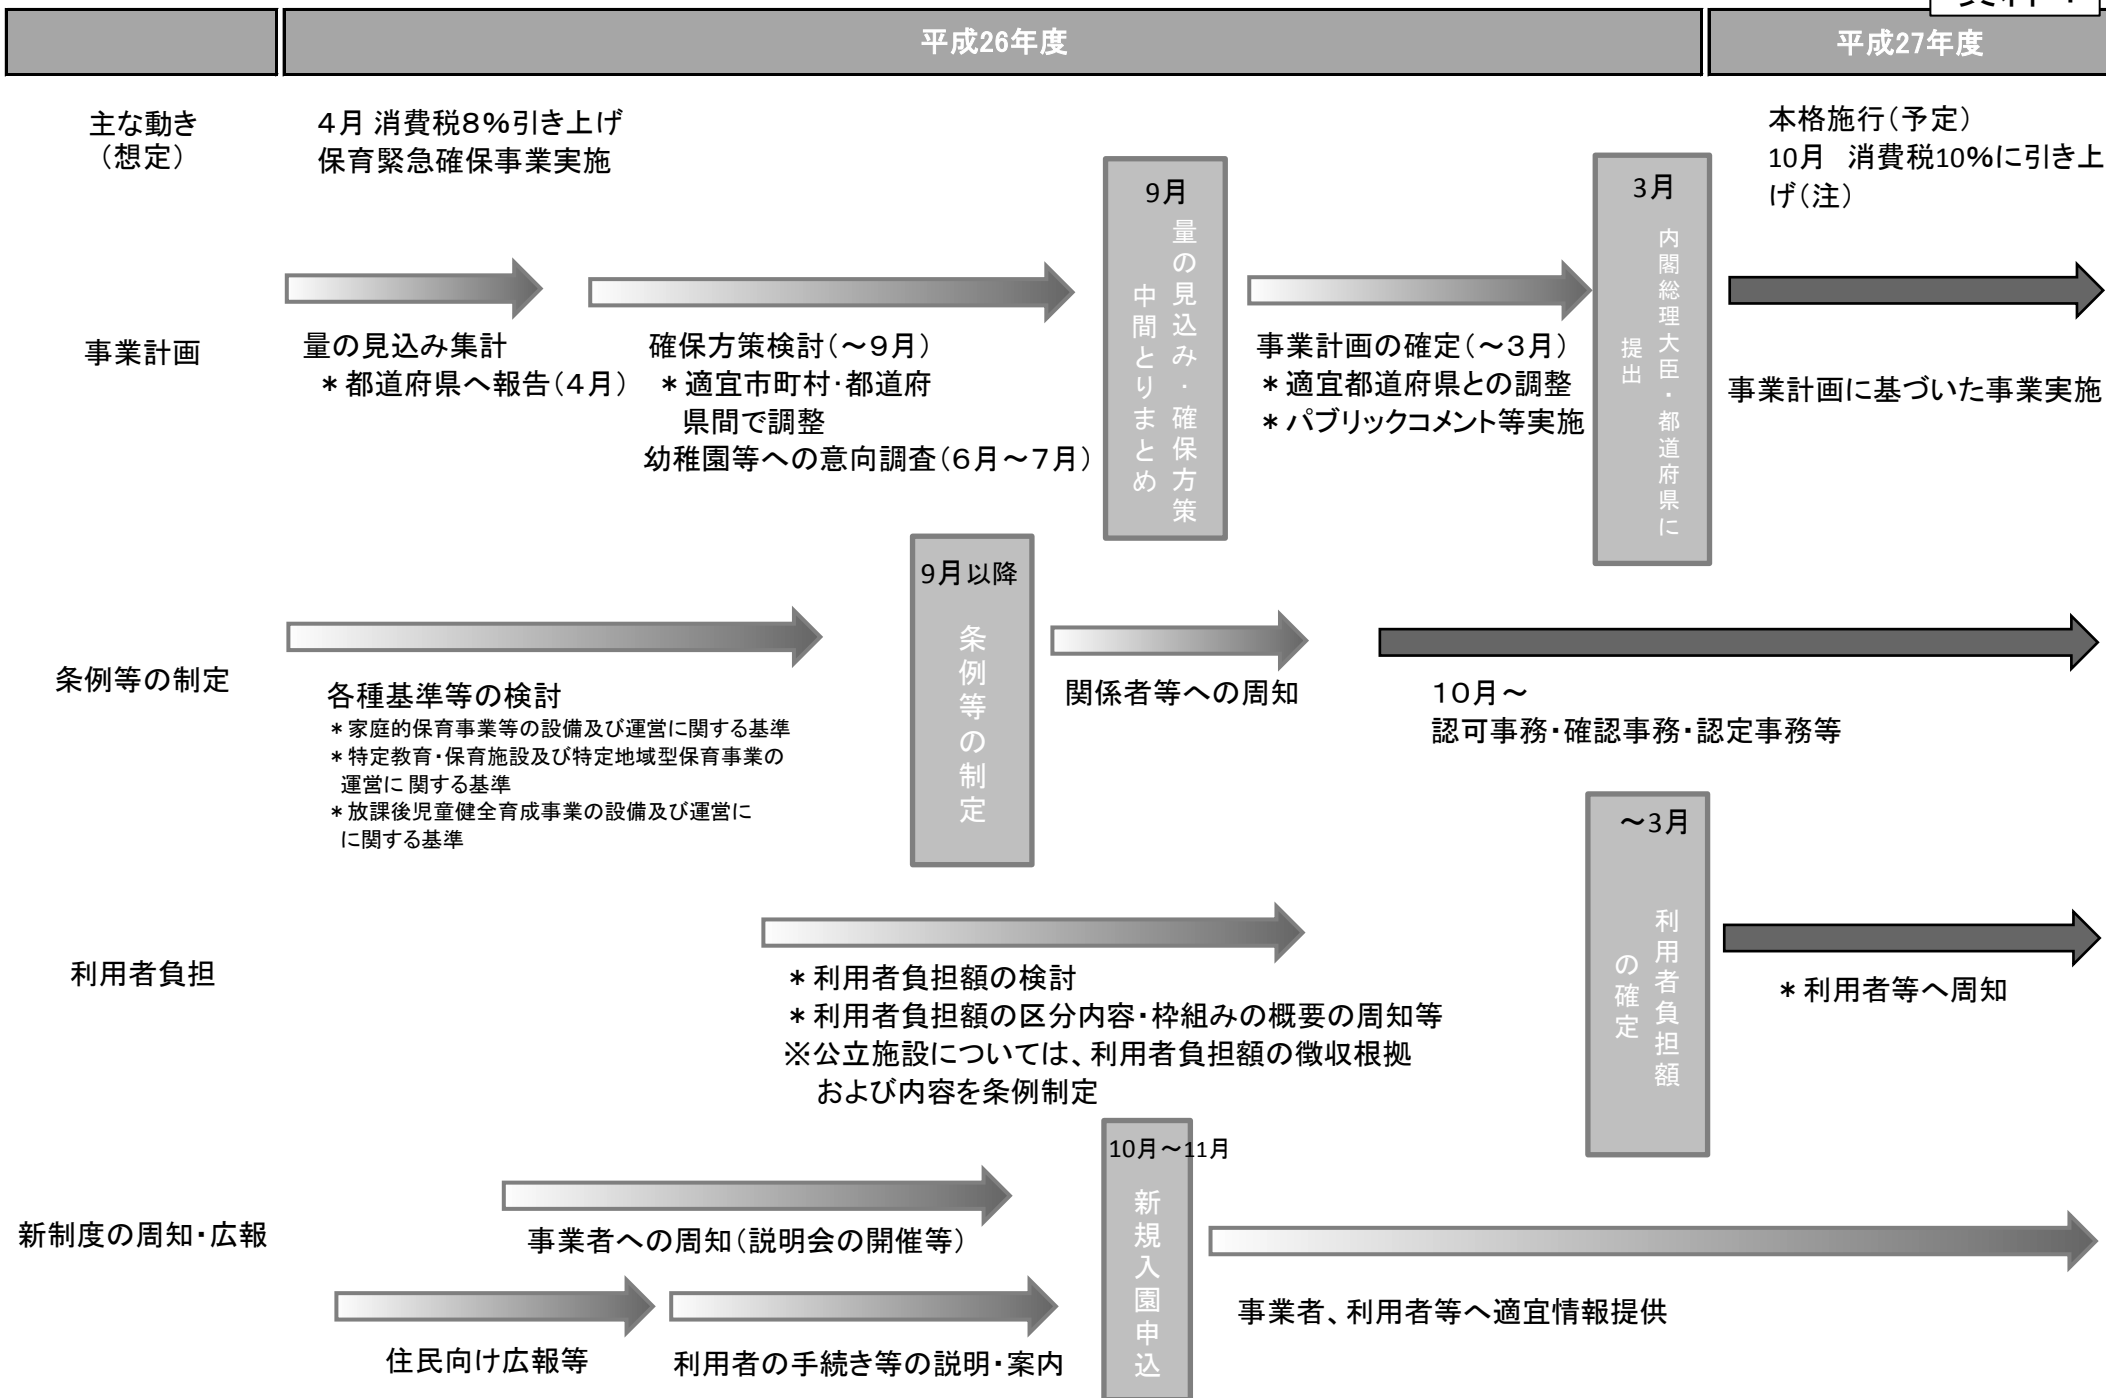 平成26年度
平成27年度
主な動き
（想定）
４月 消費税８％引き上げ
保育緊急確保事業実施
本格施行（予定）
10月　消費税10％に引き上
げ（注）
事業計画
量の見込み集計
＊都道府県へ報告（４月）
確保方策検討（～９月）
＊適宜市町村・都道府
県間で調整
幼稚園等への意向調査（６月～７月）
9月
量の見込み・確保方策
中間とりまとめ
事業計画の確定（～３月）
＊適宜都道府県との調整
＊パブリックコメント等実施
3月
内閣総理大臣・都道府県に
提出
事業計画に基づいた事業実施
条例等の制定
各種基準等の検討
＊家庭的保育事業等の設備及び運営に関する基準
＊特定教育・保育施設及び特定地域型保育事業の
運営に 関する基準
＊放課後児童健全育成事業の設備及び運営に
に関する基準
9月以降
条例等の制定
関係者等への周知
１０月～
認可事務・確認事務・認定事務等
利用者負担
＊利用者負担額の検討
＊利用者負担額の区分内容・枠組みの概要の周知等
※公立施設については、利用者負担額の徴収根拠
および内容を条例制定
～3月
利用者負担額
の確定
＊利用者等へ周知
新制度の周知・広報
事業者への周知（説明会の開催等）
住民向け広報等
利用者の手続き等の説明・案内
10月～11月
新規入園申込
事業者、利用者等へ適宜情報提供